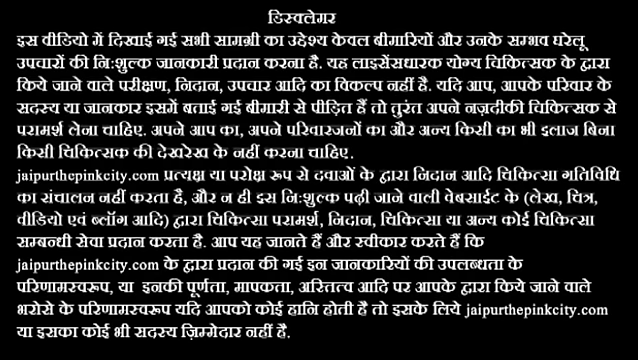 डिस्क्लेमर
इस वीडियो में दिखाई गई सभी सामग्री का उद्देश्य केवल बीमारियों और उनके सम्भव घरेलू
उपचारों की नि:शुल्क जानकारी प्रदान करना है. यह लाइसेंसधारक योग्य चिकित्सक के द्वारा
किये जाने वाले परीक्षण, निदान, उपचार आदि का विकल्प नहीं है. यदि आप, आपके परिवार के
सदस्य या जानकार इसमें बताई गई बीमारी से पीड़ित हैं तो तुरंत अपने नज़दीकी चिकित्सक से
परामर्श लेना चाहिए. अपने आप का, अपने परिवारजनों का और अन्य किसी का भी इलाज बिना
किसी चिकित्सक की देखरेख के नहीं करना चाहिए.
jaipurthepinkcity.com प्रत्यक्ष या परोक्ष रूप से दवाओं के द्वारा निदान आदि चिकित्सा गतिविधि
का संचालन नहीं करता है, और न ही इस नि:शुल्क पढ़ी जाने वाली वेबसाईट के (लेख, चित्र,
वीडियो एवं ब्लॉग आदि) द्वारा चिकित्सा परामर्श, निदान, चिकित्सा या अन्य कोई चिकित्सा
सम्बन्धी सेवा प्रदान करता है. आप यह जानते हैं और स्वीकार करते हैं कि
jaipurthepinkcity.com के द्वारा प्रदान की गई इन जानकारियों की उपलब्धता के
परिणामस्वरूप, या इनकी पूर्णता, मापकता, अस्तित्व आदि पर आपके द्वारा किये जाने वाले
भरोसे के परिणामस्वरूप यदि आपको कोई हानि होती है तो इसके लिये jaipurthepinkcity.com
या इसका कोई भी सदस्य ज़िम्मेदार नहीं है.